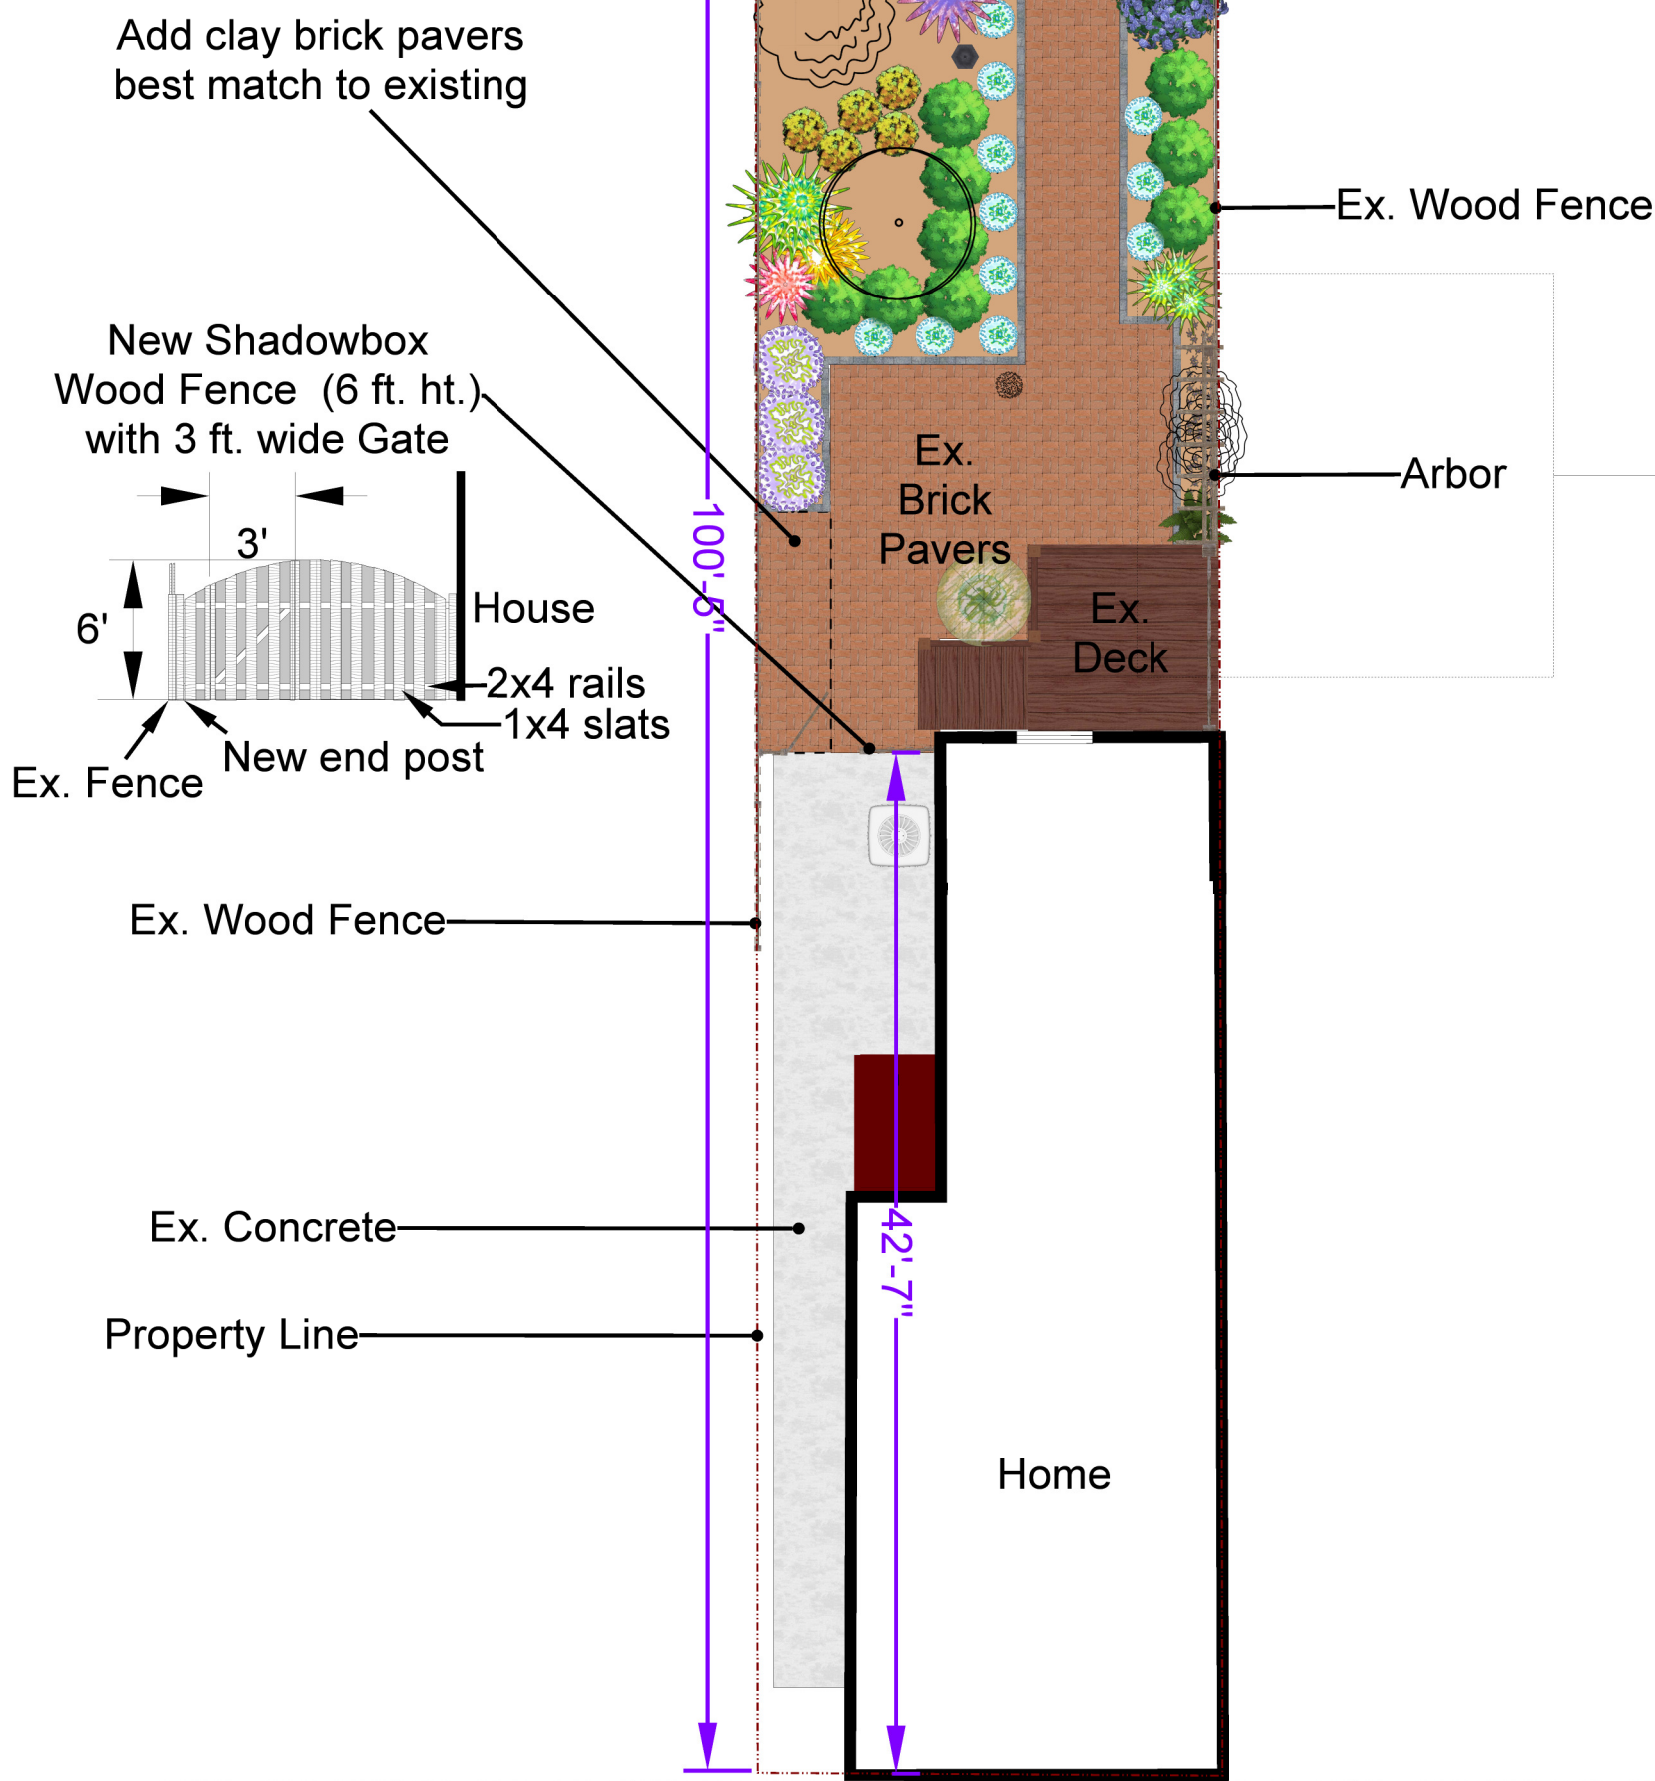 Add clay brick pavers
best match to existing
Ex. Wood Fence
New Shadowbox
Wood Fence  (6 ft. ht.)
with 3 ft. wide Gate
3'
6'
House
2x4 rails
1x4 slats
New end post
Ex. Fence
100'-5"
Ex.
Brick
Pavers
Arbor
Ex.
Deck
Ex. Wood Fence
Ex. Concrete
42'-7"
Property Line
Home